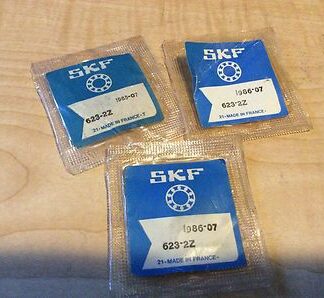 SKF
1985-07
623-2Z
21-MADE IN FRANCE-T
SKF
1986-07
623-2Z
21-MADE IN FRANCE-
SKF
1986-07
623-2Z
21-MADE IN FRANCE-